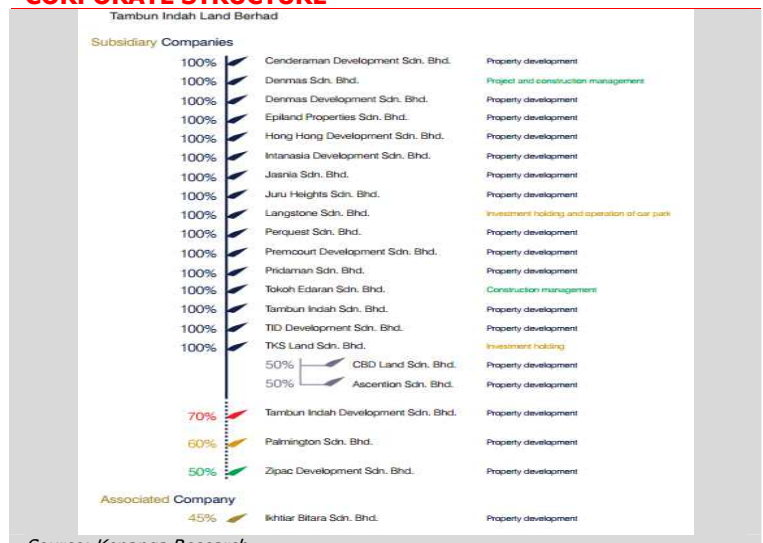 CORPORATE STRUCTURE
Tambun Indah Land Berhad
Subsidiary Companies
100% Cenderaman Development Sdn. Bhd. Property development
100% Denmas Sdn. Bhd. Project and construction management
100% Denmas Development Sdn. Bhd. Property development
100% Epiland Properties Sdn. Bhd. Property development
100% Hong Hong Development Sdn. Bhd. Property development
100% Intanasia Development Sdn. Bhd. Property development
100% Jasnia Sdn. Bhd. Property development
100% Juru Heights Sdn. Bhd. Property development
100% Langstone Sdn. Bhd. Investment holding and operation of car park
100% Perquest Sdn. Bhd. Property development
100% Premcourt Development Sdn. Bhd. Property development
100% Pridaman Sdn. Bhd. Property development
100% Tokoh Edaran Sdn. Bhd. Construction management
100% Tambun Indah Sdn. Bhd. Property development
100% TID Development Sdn. Bhd. Property development
100% TKS Land Sdn. Bhd. Investment holding
50% CBD Land Sdn. Bhd. Property development
50% Ascention Sdn. Bhd. Property development
70% Tambun Indah Development Sdn. Bhd. Property development
60% Palmington Sdn. Bhd. Property development
50% Zipac Development Sdn. Bhd. Property development
Associated Company
45% Ikhtiar Bitara Sdn. Bhd. Property development
Source: Kenanga Research